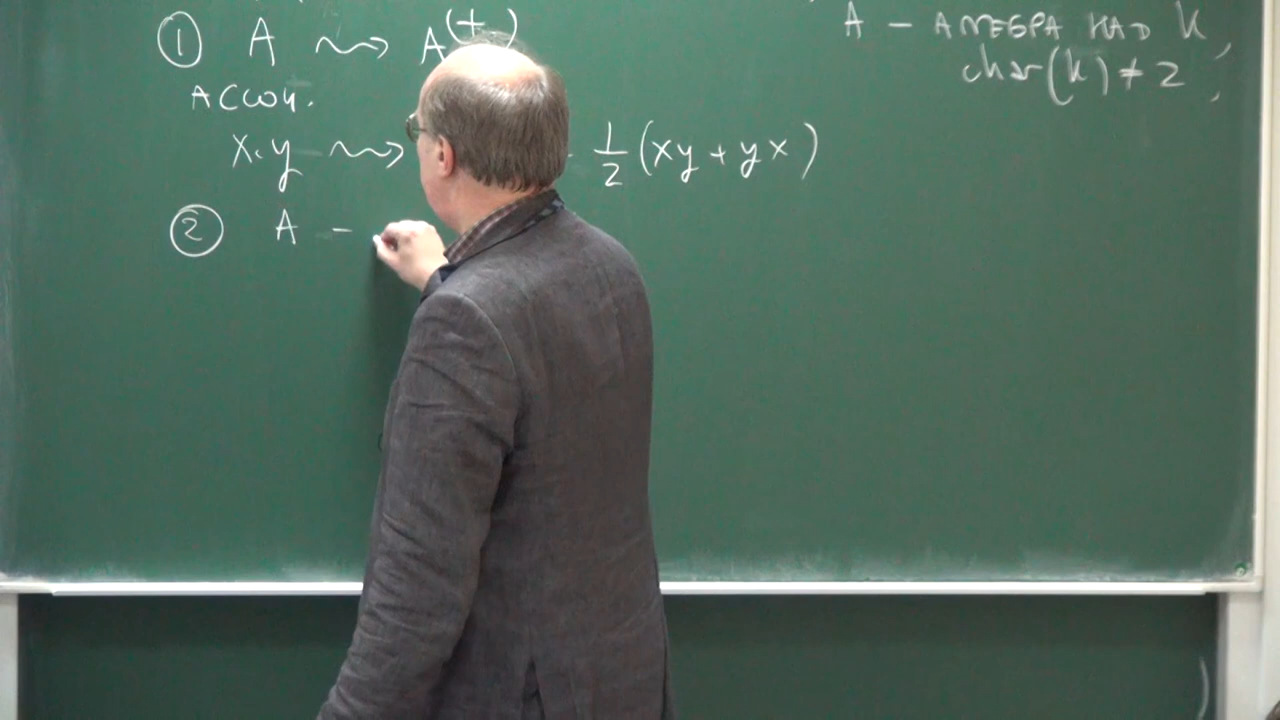 ① A ⇝ A⁽⁺⁾
АССОЦ.
x·y ⇝ ½(xy + yx)
② A –
A – АЛГЕБРА НАД k,
char(k) ≠ 2,